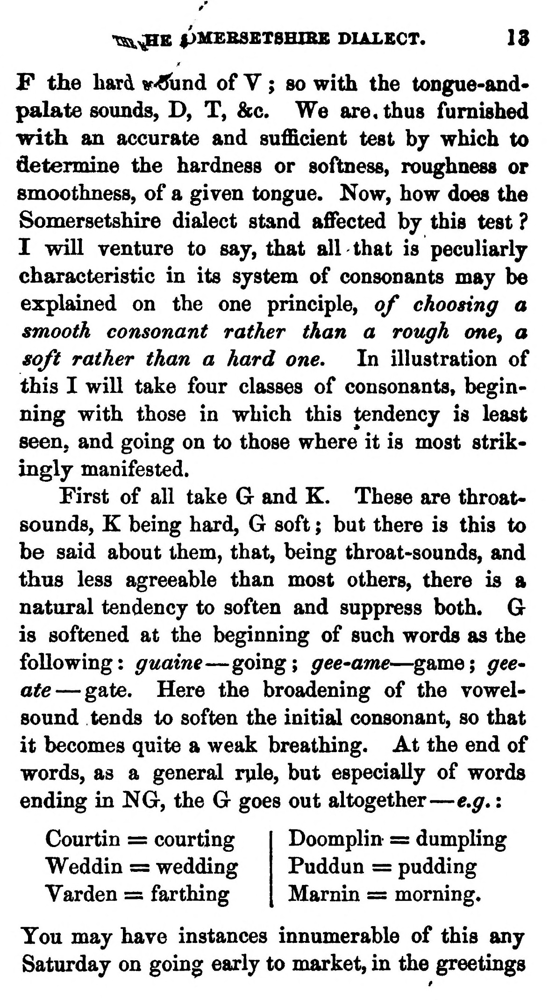 THE SOMERSETSHIRE DIALECT. 13
F the hard sound of V; so with the tongue-and-
palate sounds, D, T, &c. We are thus furnished
with an accurate and sufficient test by which to
determine the hardness or softness, roughness or
smoothness, of a given tongue. Now, how does the
Somersetshire dialect stand affected by this test?
I will venture to say, that all that is peculiarly
characteristic in its system of consonants may be
explained on the one principle, of choosing a
smooth consonant rather than a rough one, a
soft rather than a hard one. In illustration of
this I will take four classes of consonants, begin-
ning with those in which this tendency is least
seen, and going on to those where it is most strik-
ingly manifested.
First of all take G and K. These are throat-
sounds, K being hard, G soft; but there is this to
be said about them, that, being throat-sounds, and
thus less agreeable than most others, there is a
natural tendency to soften and suppress both. G
is softened at the beginning of such words as the
following: guaine—going; gee-ame—game; gee-
ate—gate. Here the broadening of the vowel-
sound tends to soften the initial consonant, so that
it becomes quite a weak breathing. At the end of
words, as a general rule, but especially of words
ending in NG, the G goes out altogether—e.g.:
Courtin = courting
Weddin = wedding
Varden = farthing
Doomplin = dumpling
Puddun = pudding
Marnin = morning.
You may have instances innumerable of this any
Saturday on going early to market, in the greetings